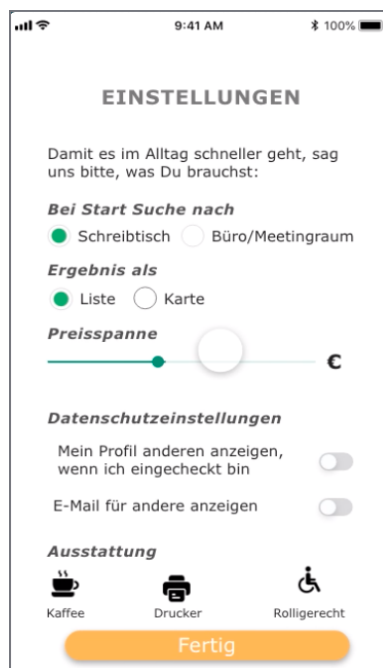 9:41 AM
100%
EINSTELLUNGEN
Damit es im Alltag schneller geht, sag
uns bitte, was Du brauchst:
Bei Start Suche nach
Schreibtisch Büro/Meetingraum
Ergebnis als
Liste Karte
Preisspanne
€
Datenschutzeinstellungen
Mein Profil anderen anzeigen,
wenn ich eingecheckt bin
E-Mail für andere anzeigen
Ausstattung
Kaffee Drucker Rolligerecht
Fertig